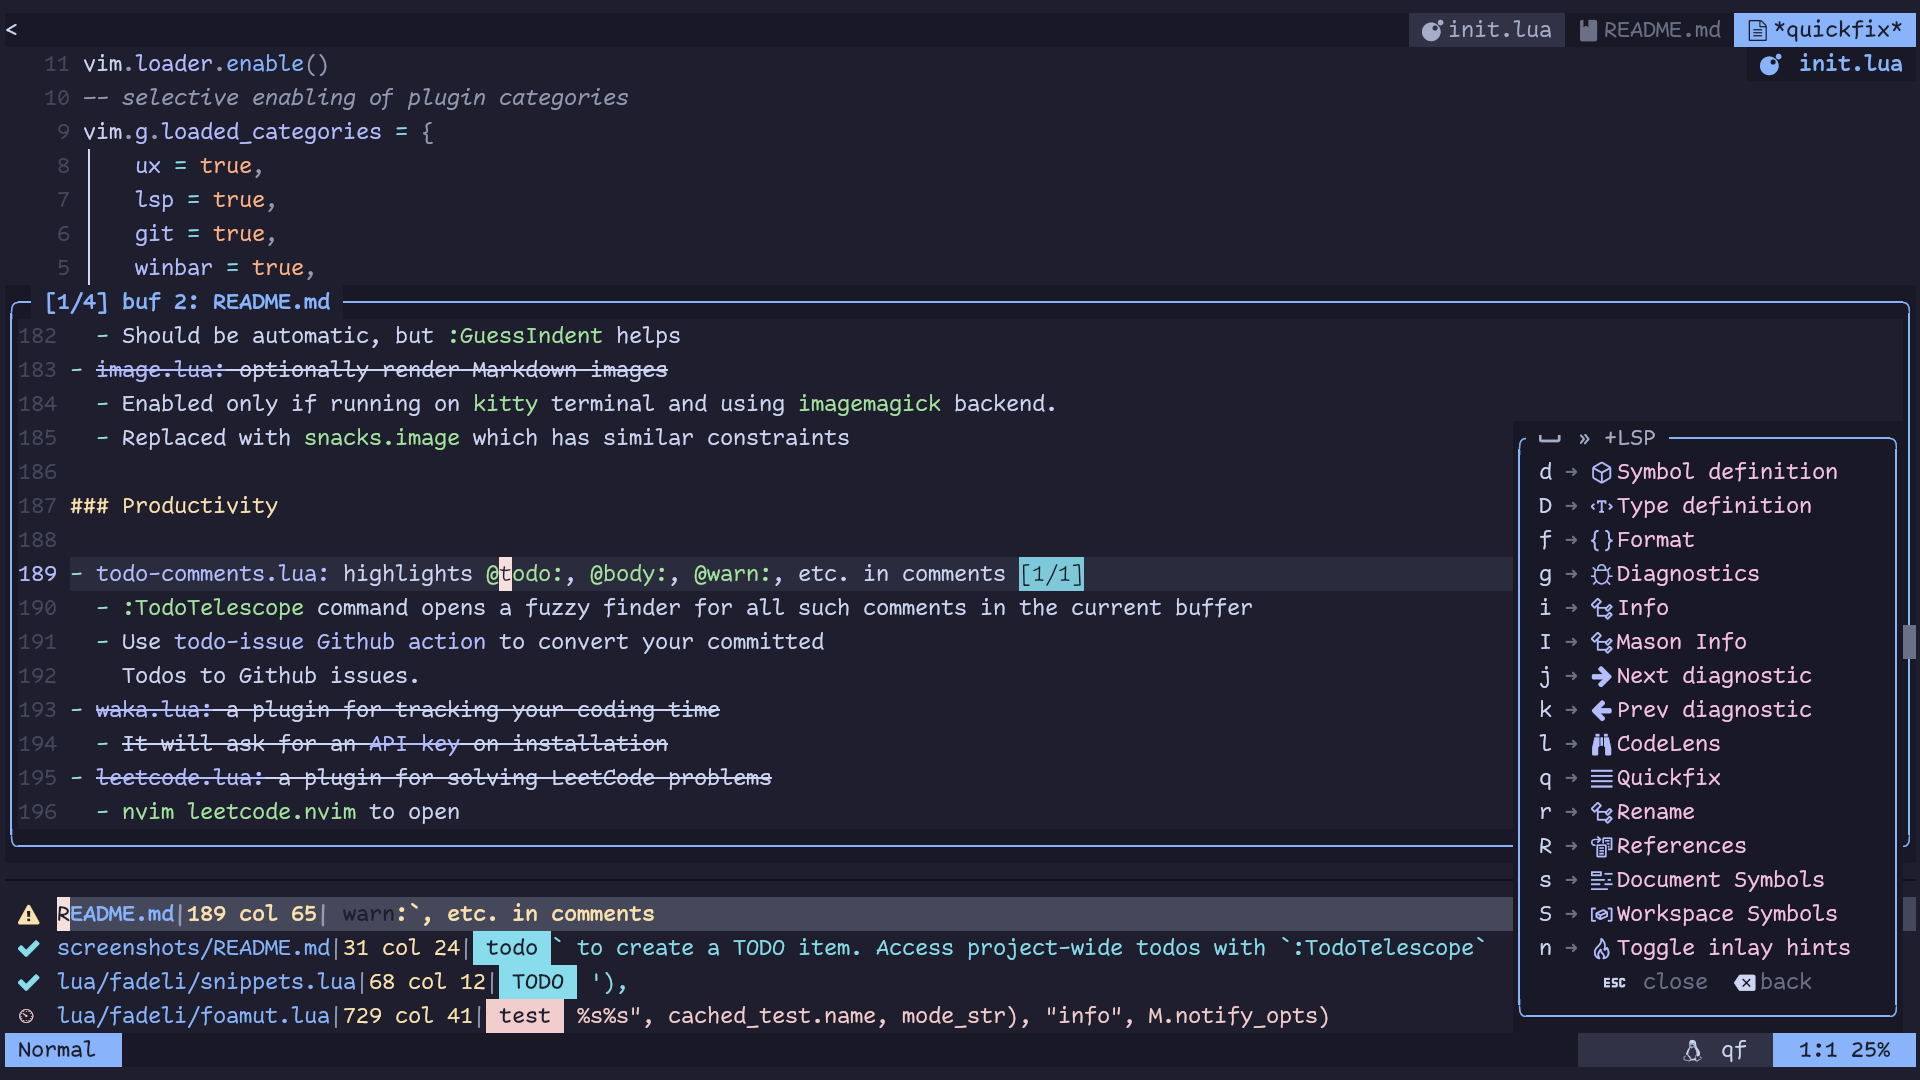 < init.lua README.md *quickfix*
11 vim.loader.enable() init.lua
10 -- selective enabling of plugin categories
9 vim.g.loaded_categories = {
8 ux = true,
7 lsp = true,
6 git = true,
5 winbar = true,
[1/4] buf 2: README.md
182 - Should be automatic, but :GuessIndent helps
183 - image.lua: optionally render Markdown images
184 - Enabled only if running on kitty terminal and using imagemagick backend.
185 - Replaced with snacks.image which has similar constraints
186
187 ### Productivity
188
189 - todo-comments.lua: highlights @todo:, @body:, @warn:, etc. in comments [1/1]
190 - :TodoTelescope command opens a fuzzy finder for all such comments in the current buffer
191 - Use todo-issue Github action to convert your committed
192 Todos to Github issues.
193 - waka.lua: a plugin for tracking your coding time
194 - It will ask for an API key on installation
195 - leetcode.lua: a plugin for solving LeetCode problems
196 - nvim leetcode.nvim to open
» +LSP
d → Symbol definition
D → Type definition
f → {} Format
g → Diagnostics
i → Info
I → Mason Info
j → Next diagnostic
k → Prev diagnostic
l → CodeLens
q → Quickfix
r → Rename
R → References
s → Document Symbols
S → Workspace Symbols
n → Toggle inlay hints
ESC close back
README.md|189 col 65| warn:`, etc. in comments
screenshots/README.md|31 col 24| todo ` to create a TODO item. Access project-wide todos with `:TodoTelescope`
lua/fadeli/snippets.lua|68 col 12| TODO '),
lua/fadeli/foamut.lua|729 col 41| test %s%s", cached_test.name, mode_str), "info", M.notify_opts)
Normal qf 1:1 25%